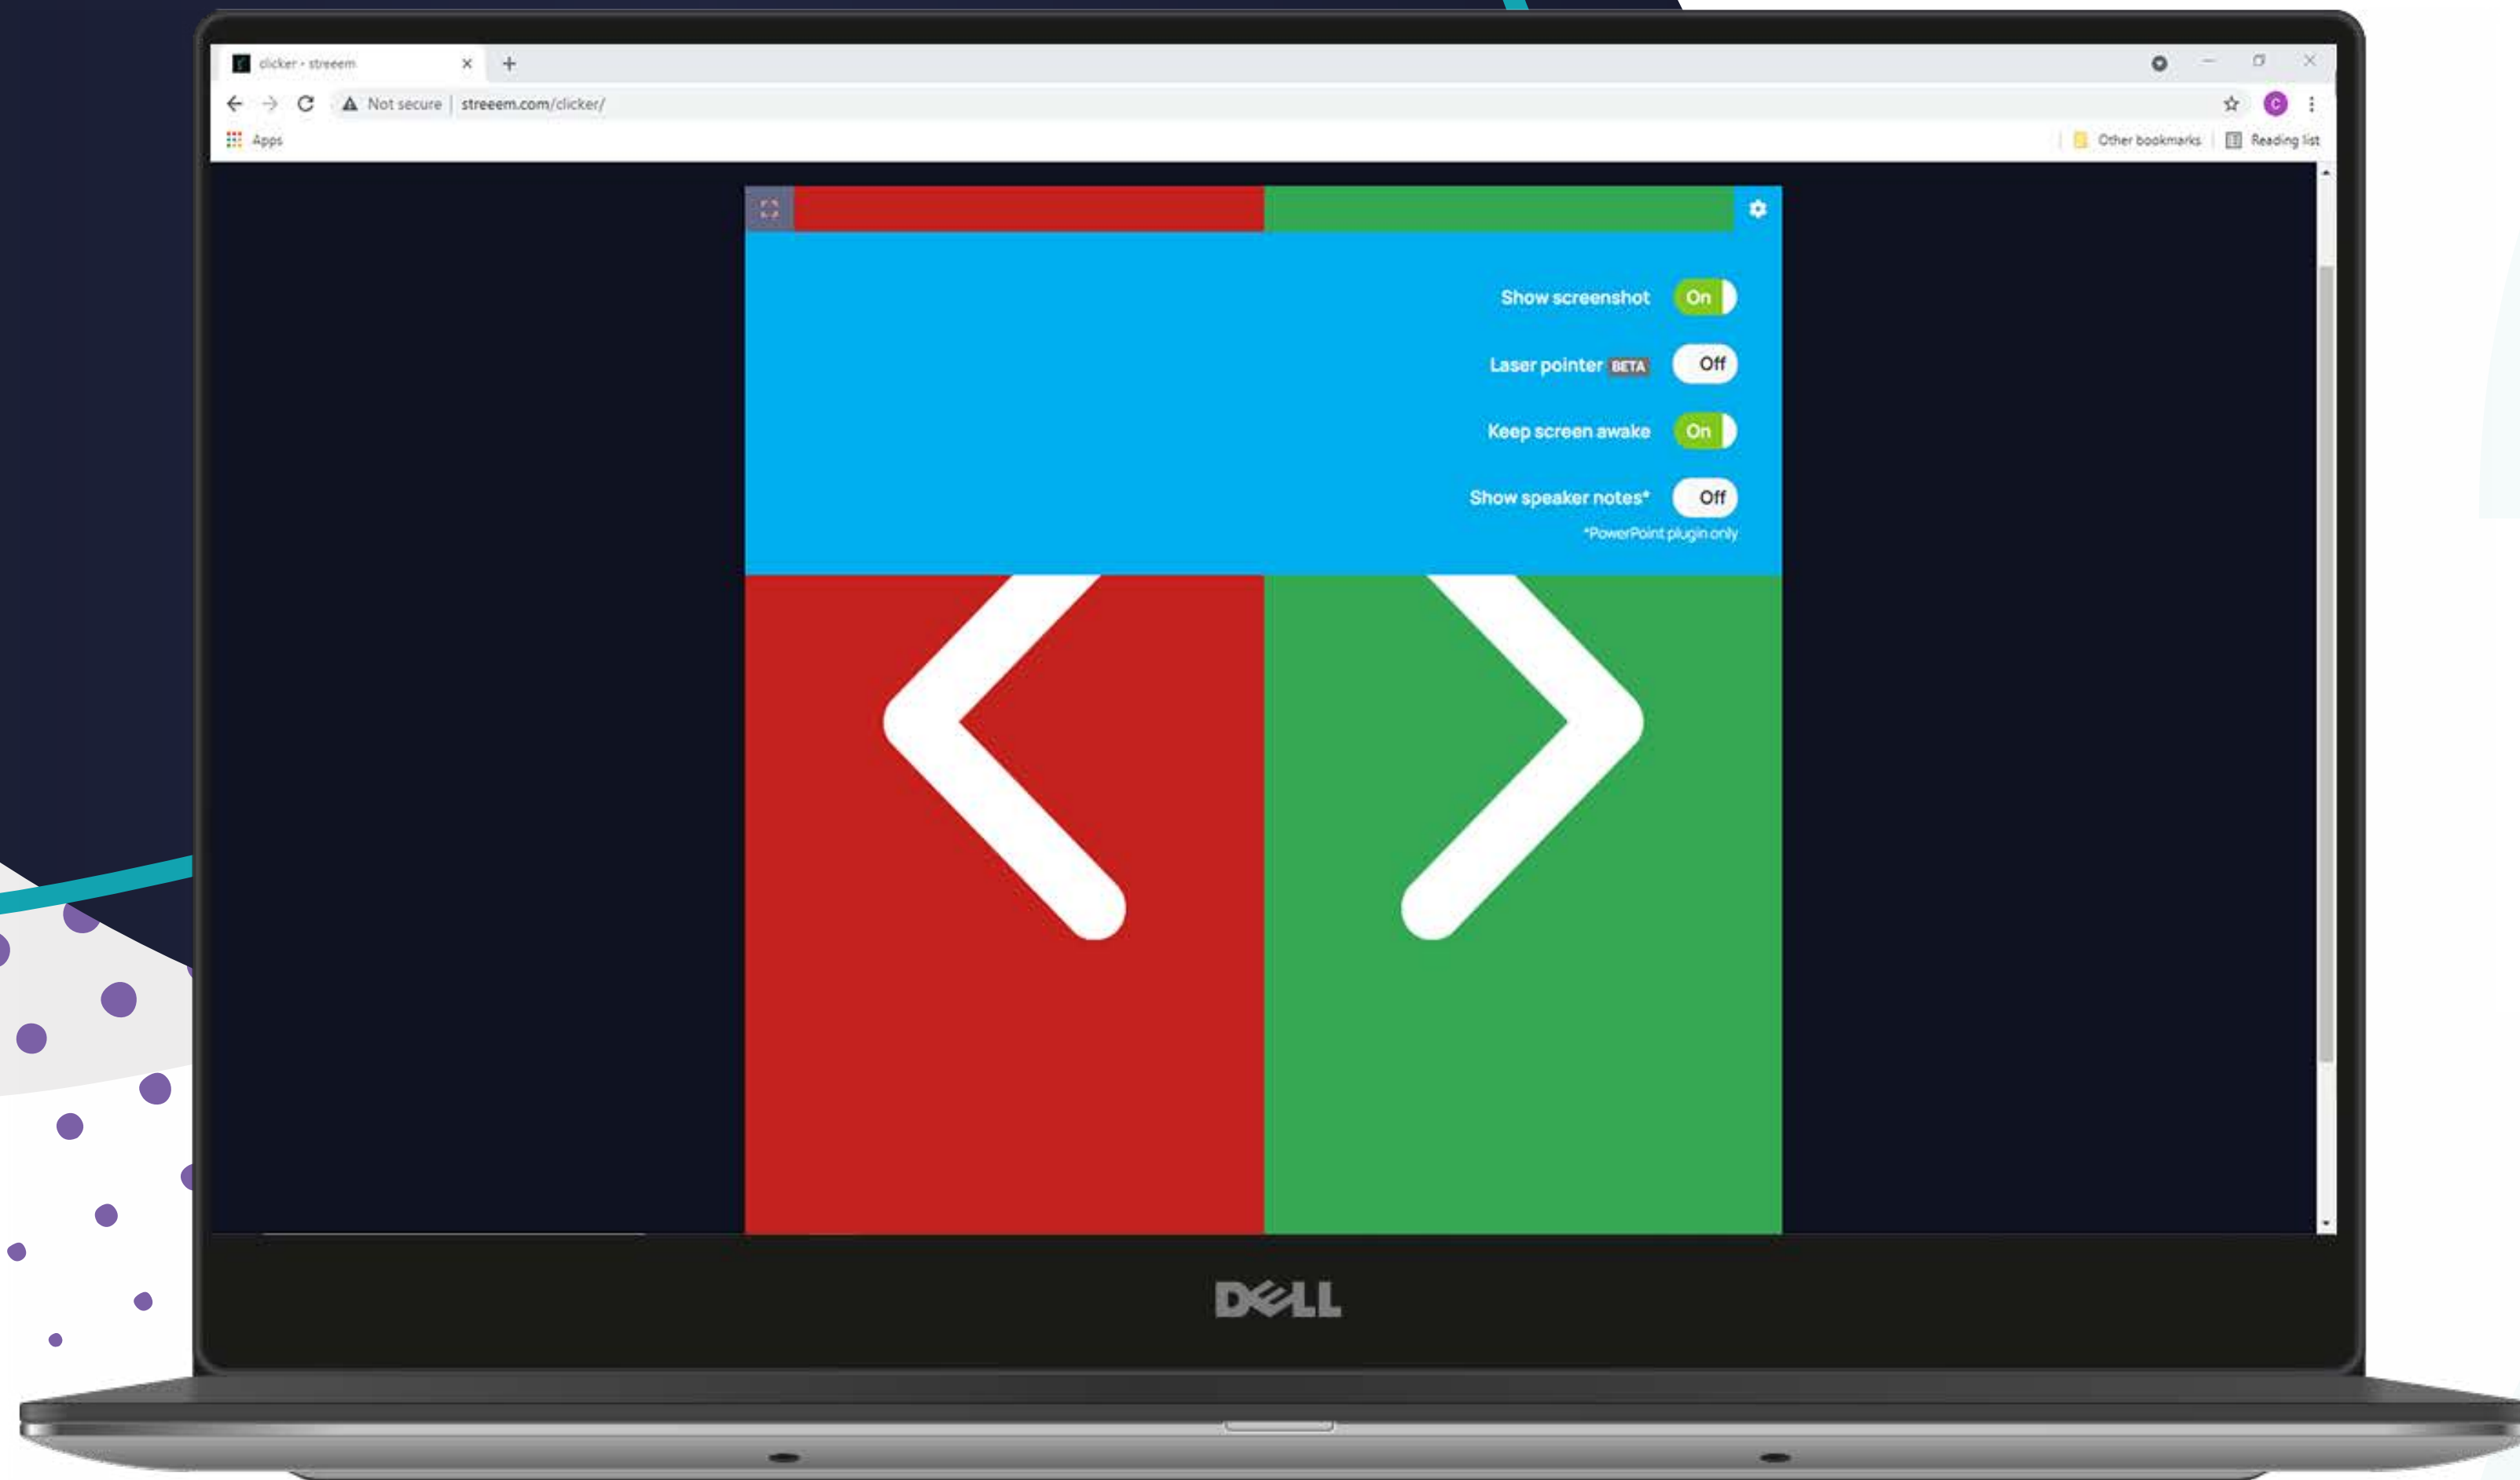 clicker - streeem
Not secure | streeem.com/clicker/
Apps
Other bookmarks
Reading list
C
Show screenshot On
Laser pointer BETA Off
Keep screen awake On
Show speaker notes* Off
*PowerPoint plugin only
DELL